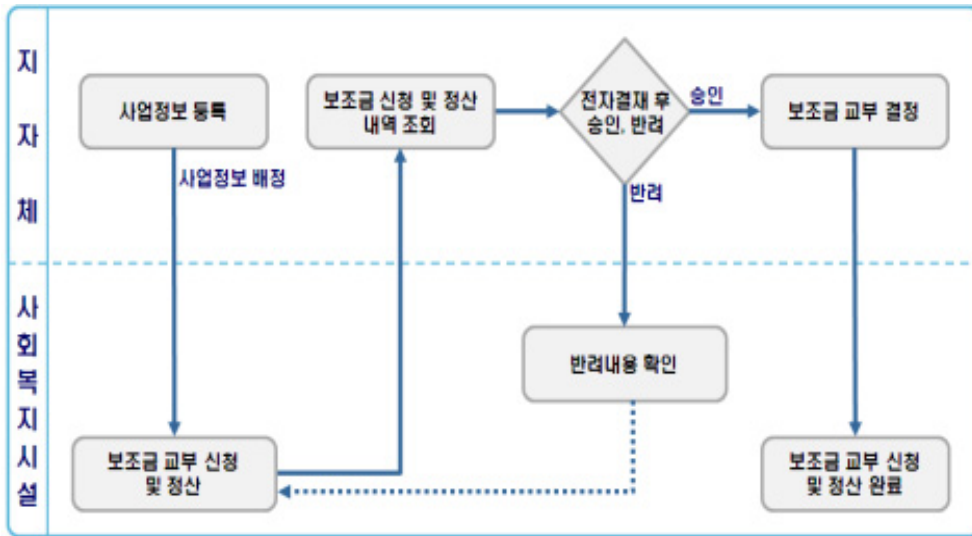 지자체
사업정보 등록
보조금 신청 및 정산
내역 조회
전자결재 후
승인, 반려
승인
보조금 교부 결정
사업정보 배정
반려
사회복지시설
반려내용 확인
보조금 교부 신청
및 정산
보조금 교부 신청
및 정산 완료